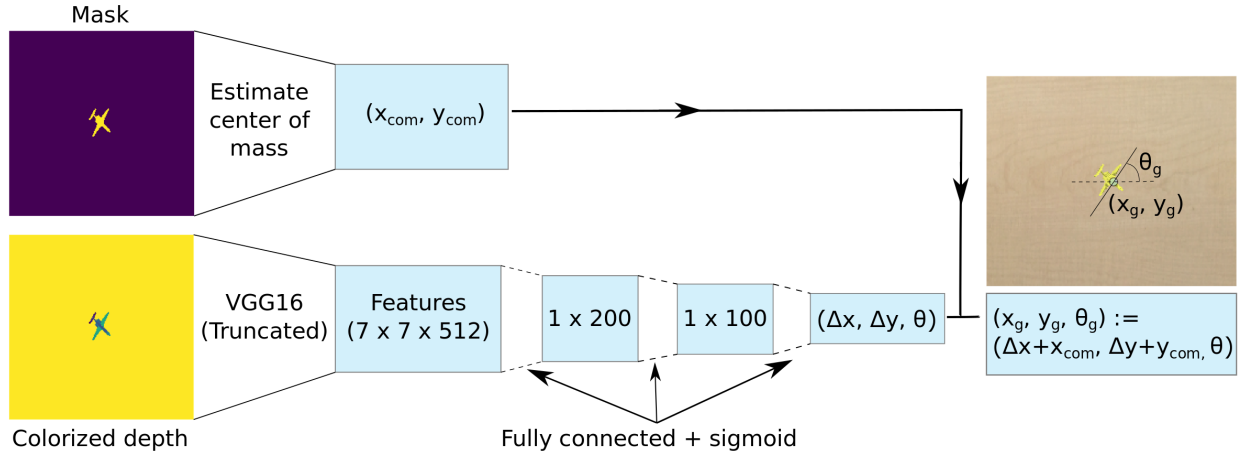 Mask
Estimate
center of
mass
(x_com, y_com)
θ_g
(x_g, y_g)
VGG16
(Truncated)
Features
(7 x 7 x 512)
1 x 200
1 x 100
(Δx, Δy, θ)
(x_g, y_g, θ_g) :=
(Δx+x_com, Δy+y_com, θ)
Colorized depth
Fully connected + sigmoid